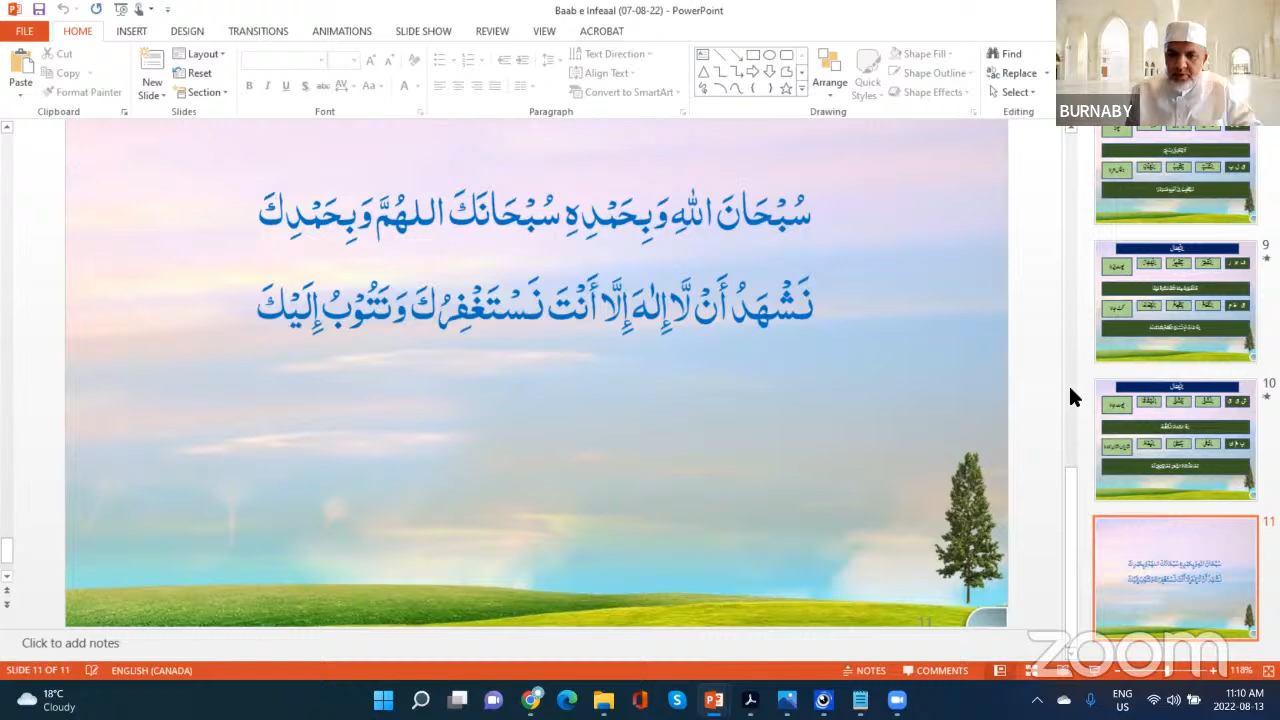 Baab e Infeaal (07-08-22) - PowerPoint
FILE HOME INSERT DESIGN TRANSITIONS ANIMATIONS SLIDE SHOW REVIEW VIEW ACROBAT
Cut Layout Text Direction Shape Fill Find
Copy Reset Align Text Shape Outline Replace
Paste Format Painter New Slide Section Convert to SmartArt Arrange Quick Styles Shape Effects Select
Clipboard Slides Font Paragraph Drawing Editing
BURNABY
سُبْحَانَ اللهِ وَبِحَمْدِهِ سُبْحَانَكَ اللهُمَّ وَبِحَمْدِكَ
نَشْهَدُ أَنْ لَّا إِلٰهَ إِلَّا أَنْتَ نَسْتَغْفِرُكَ وَنَتُوْبُ إِلَيْكَ
11
9
10
11
Click to add notes
zoom
SLIDE 11 OF 11 ENGLISH (CANADA) NOTES COMMENTS 118%
18°C
Cloudy
ENG
US
11:10 AM
2022-08-13